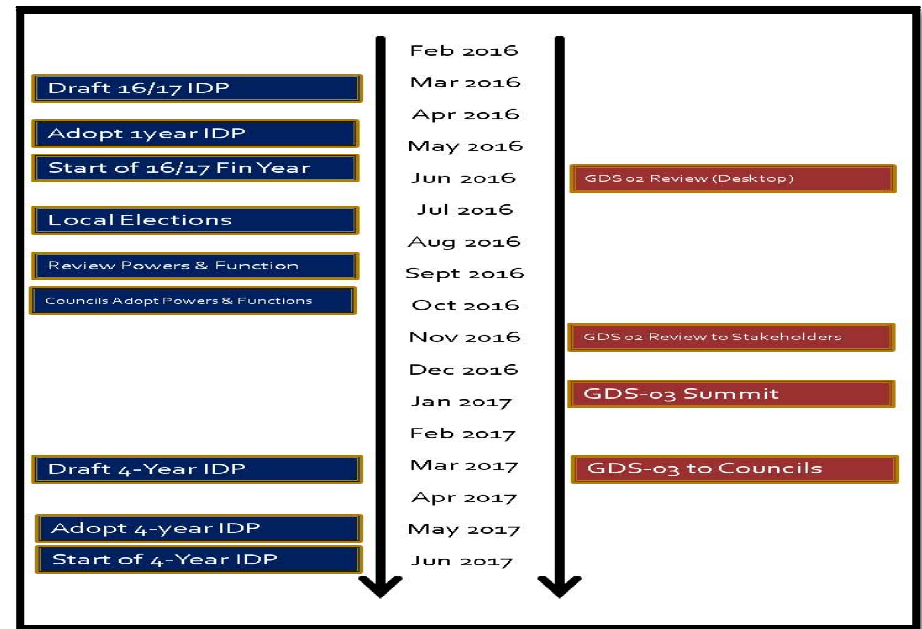 Feb 2016
Draft 16/17 IDP
Mar 2016
Apr 2016
Adopt 1year IDP
May 2016
Start of 16/17 Fin Year
Jun 2016
GDS 02 Review (Desktop)
Jul 2016
Local Elections
Aug 2016
Review Powers & Function
Sept 2016
Councils Adopt Powers & Functions
Oct 2016
Nov 2016
GDS 02 Review to Stakeholders
Dec 2016
Jan 2017
GDS-03 Summit
Feb 2017
Draft 4-Year IDP
Mar 2017
GDS-03 to Councils
Apr 2017
Adopt 4-year IDP
May 2017
Start of 4-Year IDP
Jun 2017